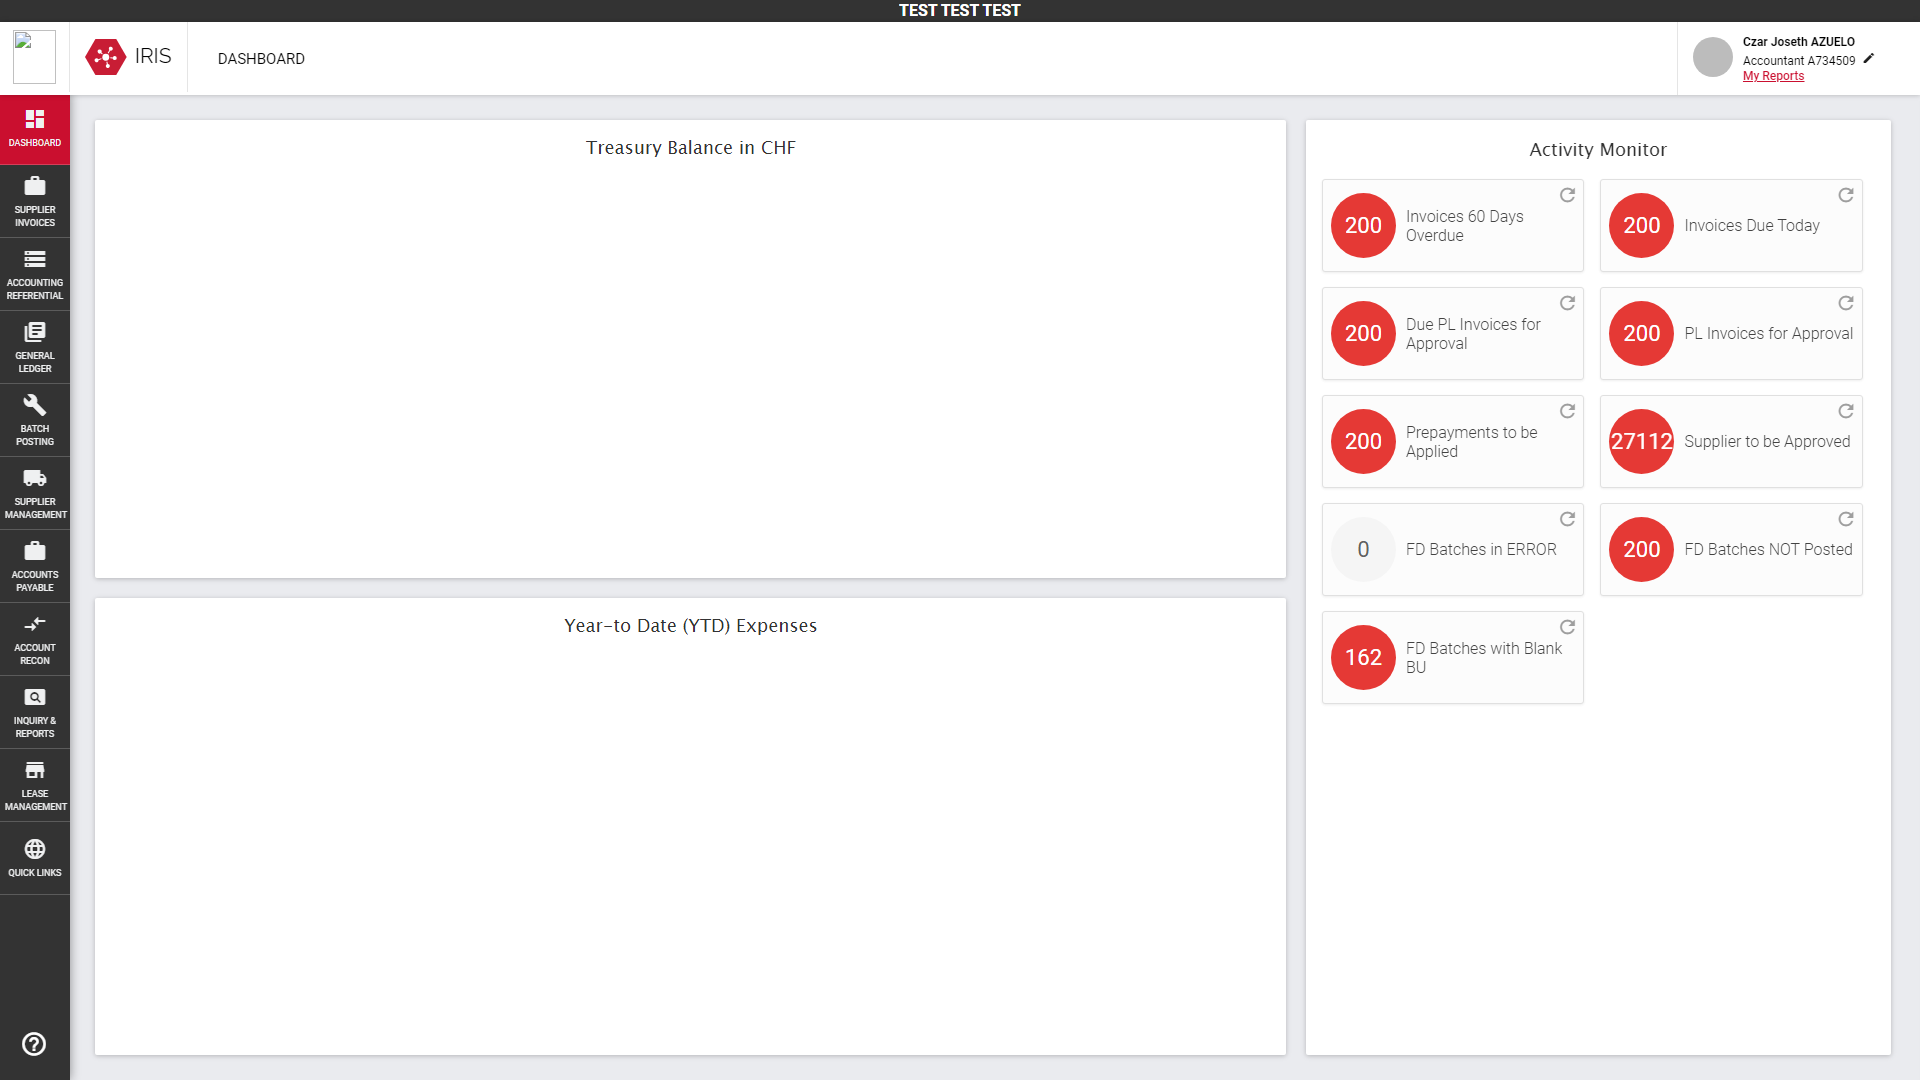 TEST TEST TEST
IRIS
DASHBOARD
Czar Joseth AZUELO
Accountant A734509
My Reports
DASHBOARD
SUPPLIER
INVOICES
ACCOUNTING
REFERENTIAL
GENERAL
LEDGER
BATCH
POSTING
SUPPLIER
MANAGEMENT
ACCOUNTS
PAYABLE
ACCOUNT
RECON
INQUIRY &
REPORTS
LEASE
MANAGEMENT
QUICK LINKS
Treasury Balance in CHF
Year-to Date (YTD) Expenses
Activity Monitor
200
Invoices 60 Days
Overdue
200
Invoices Due Today
200
Due PL Invoices for
Approval
200
PL Invoices for Approval
200
Prepayments to be
Applied
27112
Supplier to be Approved
0
FD Batches in ERROR
200
FD Batches NOT Posted
162
FD Batches with Blank
BU